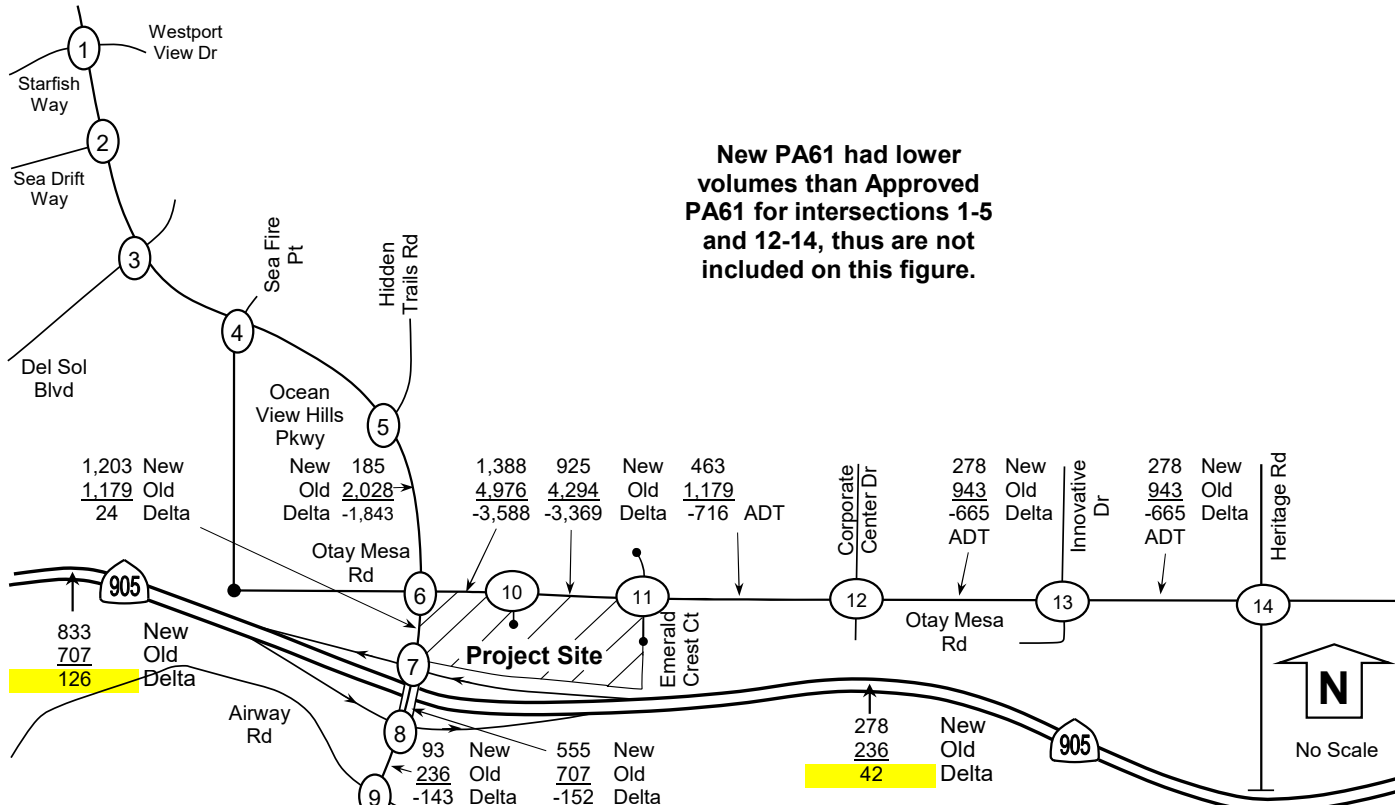 1
Westport
View Dr
Starfish
Way
2
Sea Drift
Way
3
Del Sol
Blvd
Sea Fire
Pt
4
Hidden
Trails Rd
5
Ocean
View Hills
Pkwy
New PA61 had lower
volumes than Approved
PA61 for intersections 1-5
and 12-14, thus are not
included on this figure.
1,203 New
1,179 Old
24 Delta
New 185
Old 2,028
Delta -1,843
1,388 925 New 463
4,976 4,294 Old 1,179
-3,588 -3,369 Delta -716 ADT
Corporate
Center Dr
278 New
943 Old
-665 Delta
ADT
Innovative
Dr
278 New
943 Old
-665 Delta
ADT
Heritage Rd
Otay Mesa
Rd
6
10
11
12
13
14
Otay Mesa
Rd
905
833 New
707 Old
126 Delta
7
Project Site
Emerald
Crest Ct
Airway
Rd
8
9
93 New
236 Old
-143 Delta
555 New
707 Old
-152 Delta
278 New
236 Old
42 Delta
905
N
No Scale